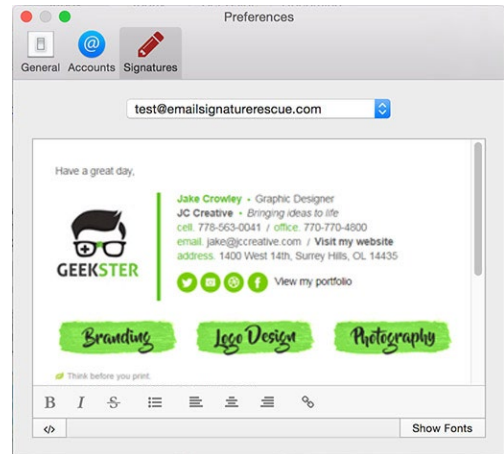 Preferences
General Accounts Signatures
test@emailsignaturerescue.com
Have a great day,
Jake Crowley • Graphic Designer
JC Creative • Bringing ideas to life
cell. 778-563-0041 / office. 770-770-4800
email. jake@jccreative.com / Visit my website
address. 1400 West 14th, Surrey Hills, OL 14435
GEEKSTER
View my portfolio
Branding Logo Design Photography
Think before you print.
B I S
</> Show Fonts